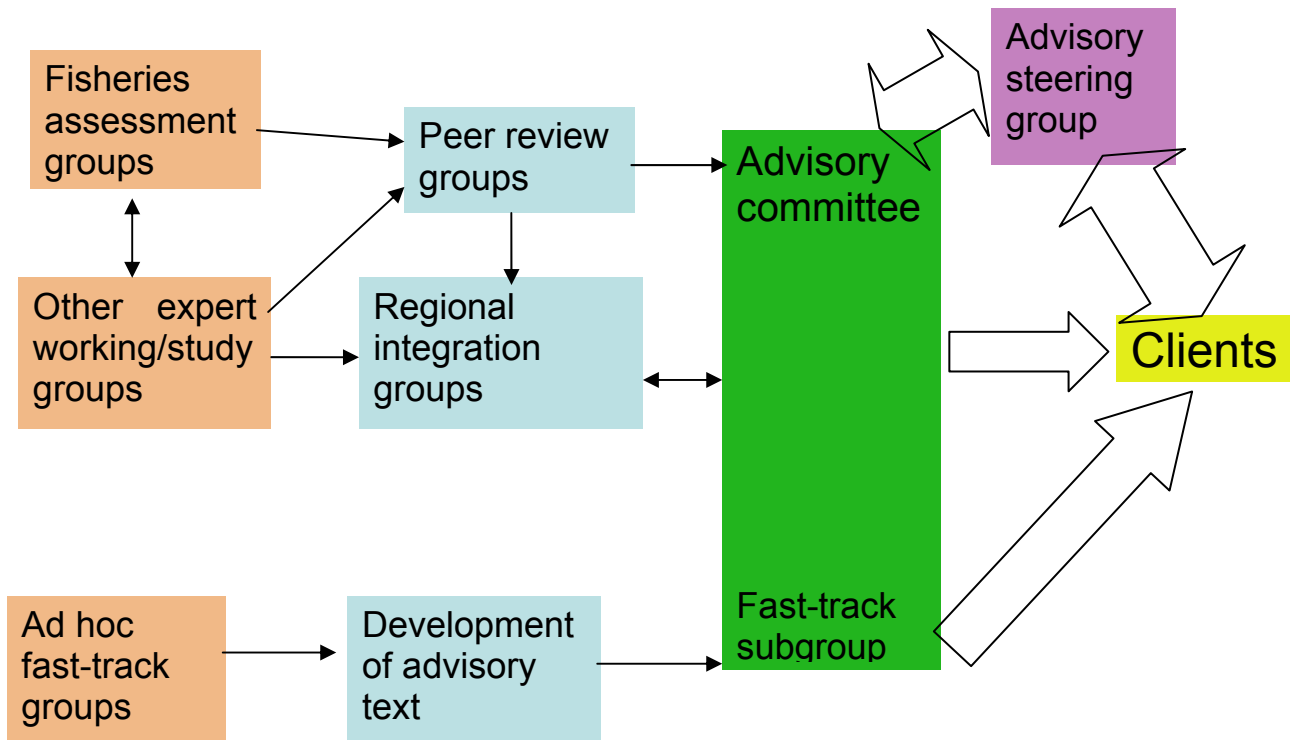 Fisheries
assessment
groups
Peer review
groups
Advisory
committee
Advisory
steering
group
Other expert
working/study
groups
Regional
integration
groups
Clients
Ad hoc
fast-track
groups
Development
of advisory
text
Fast-track
subgroup